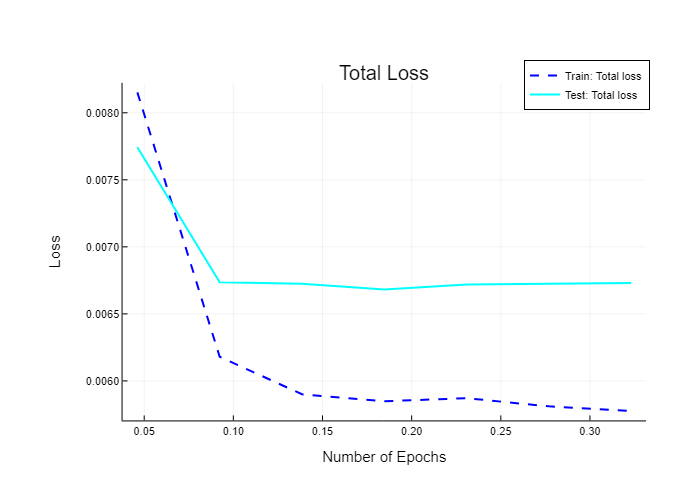 Total Loss
Train: Total loss
Test: Total loss
0.0080
0.0075
0.0070
0.0065
0.0060
Loss
0.05 0.10 0.15 0.20 0.25 0.30
Number of Epochs